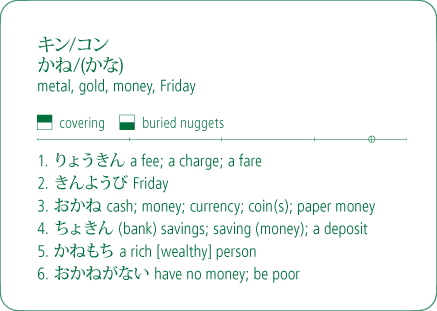 キン/コン
かね/(かな)
metal, gold, money, Friday
covering buried nuggets
1. りょうきん a fee; a charge; a fare
2. きんようび Friday
3. おかね cash; money; currency; coin(s); paper money
4. ちょきん (bank) savings; saving (money); a deposit
5. かねもち a rich [wealthy] person
6. おかねがない have no money; be poor